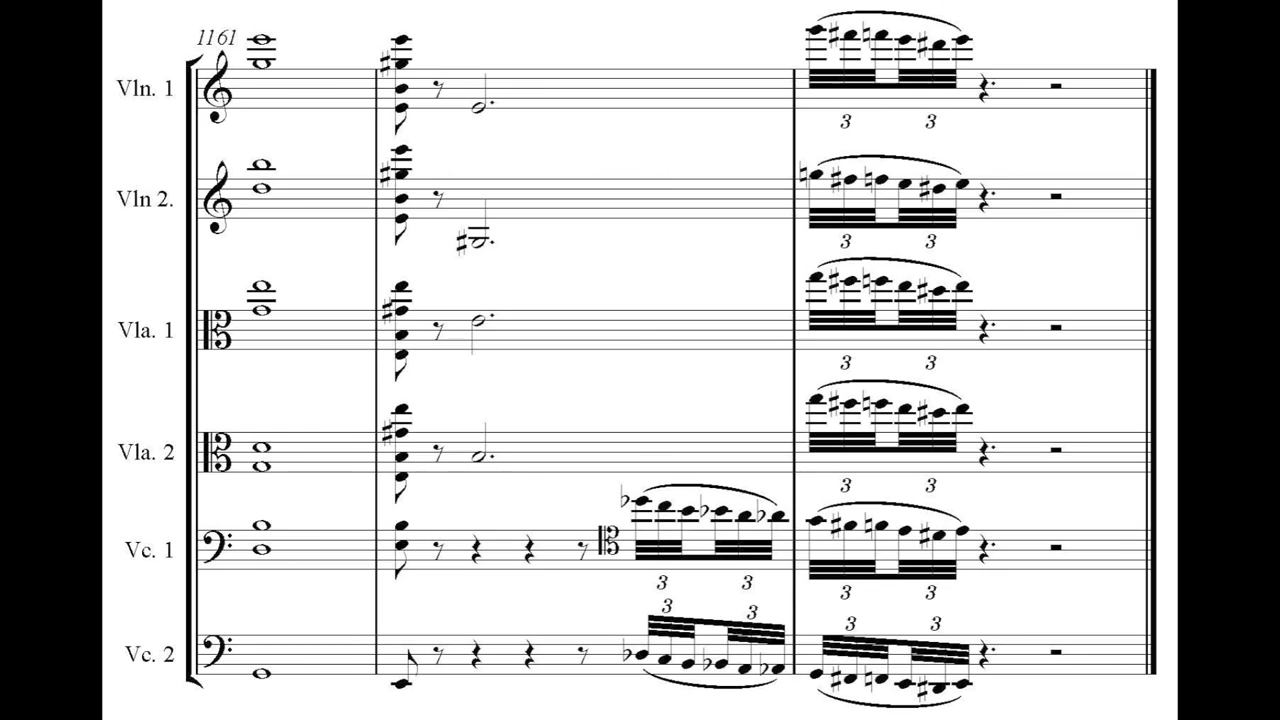 1161
Vln. 1
3 3
Vln 2.
3 3
Vla. 1
3 3
Vla. 2
3 3
Vc. 1
3 3 3 3
Vc. 2
3 3 3 3